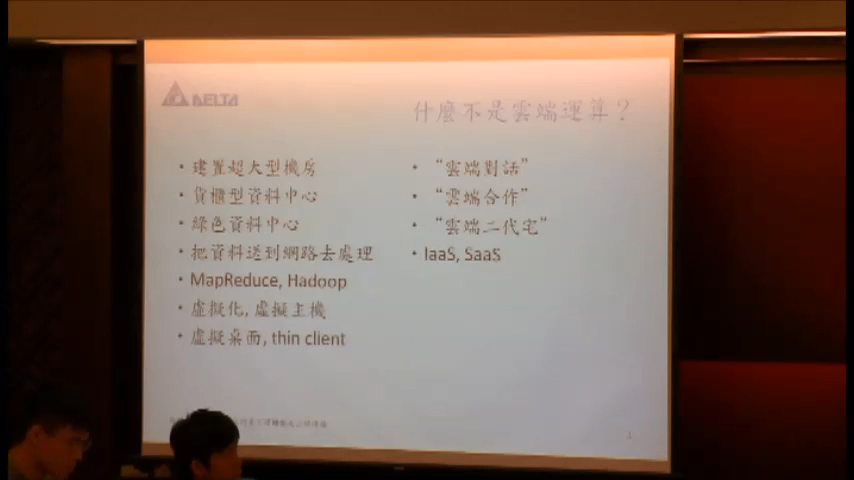 DELTA
什麼不是雲端運算？
• 建置超大型機房
• 貨櫃型資料中心
• 綠色資料中心
• 把資料送到網路去處理
• MapReduce, Hadoop
• 虛擬化, 虛擬主機
• 虛擬桌面, thin client
• “雲端對話”
• “雲端合作”
• “雲端二代宅”
• IaaS, SaaS